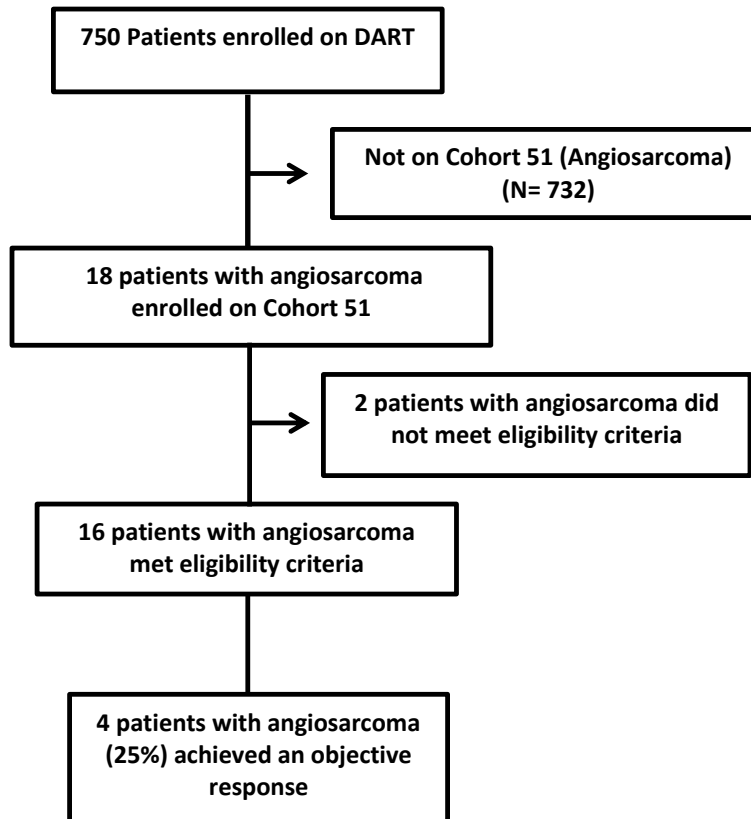 750 Patients enrolled on DART
Not on Cohort 51 (Angiosarcoma)
(N= 732)
18 patients with angiosarcoma
enrolled on Cohort 51
2 patients with angiosarcoma did
not meet eligibility criteria
16 patients with angiosarcoma
met eligibility criteria
4 patients with angiosarcoma
(25%) achieved an objective
response